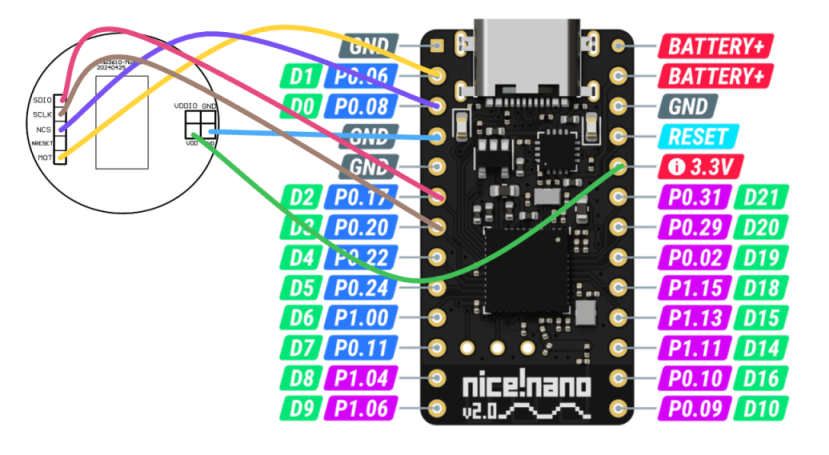 20240425
SDIO
SCLK
NCS
NRESET
MOT
VDDIO GND
VDD
GND
D1 P0.06
D0 P0.08
GND
GND
D2 P0.17
D3 P0.20
D4 P0.22
D5 P0.24
D6 P1.00
D7 P0.11
D8 P1.04
D9 P1.06
BATTERY+
BATTERY+
GND
RESET
3.3V
P0.31 D21
P0.29 D20
P0.02 D19
P1.15 D18
P1.13 D15
P1.11 D14
P0.10 D16
P0.09 D10
nice!nano
v2.0